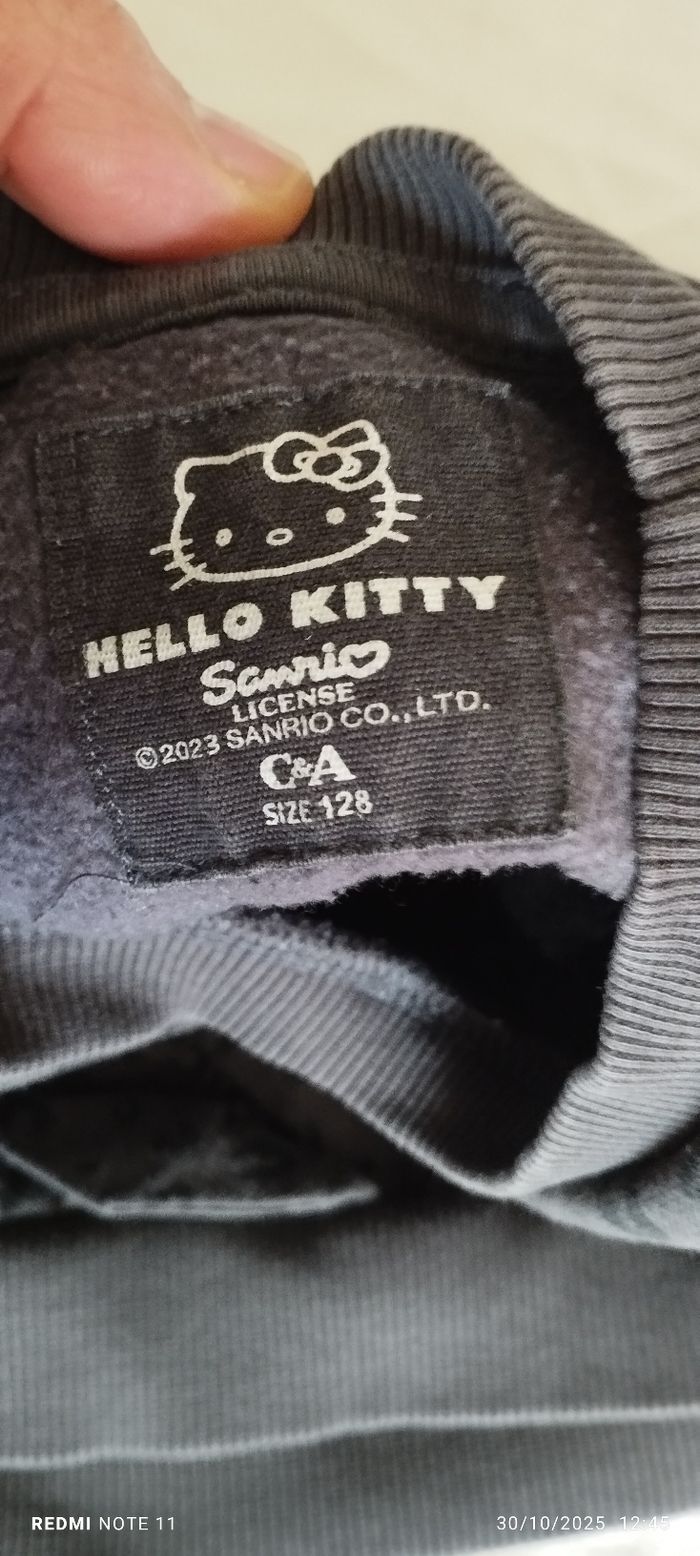 HELLO KITTY
Sanrio
LICENSE
©2023 SANRIO CO., LTD.
C&A
SIZE 128
REDMI NOTE 11
30/10/2025 12:45